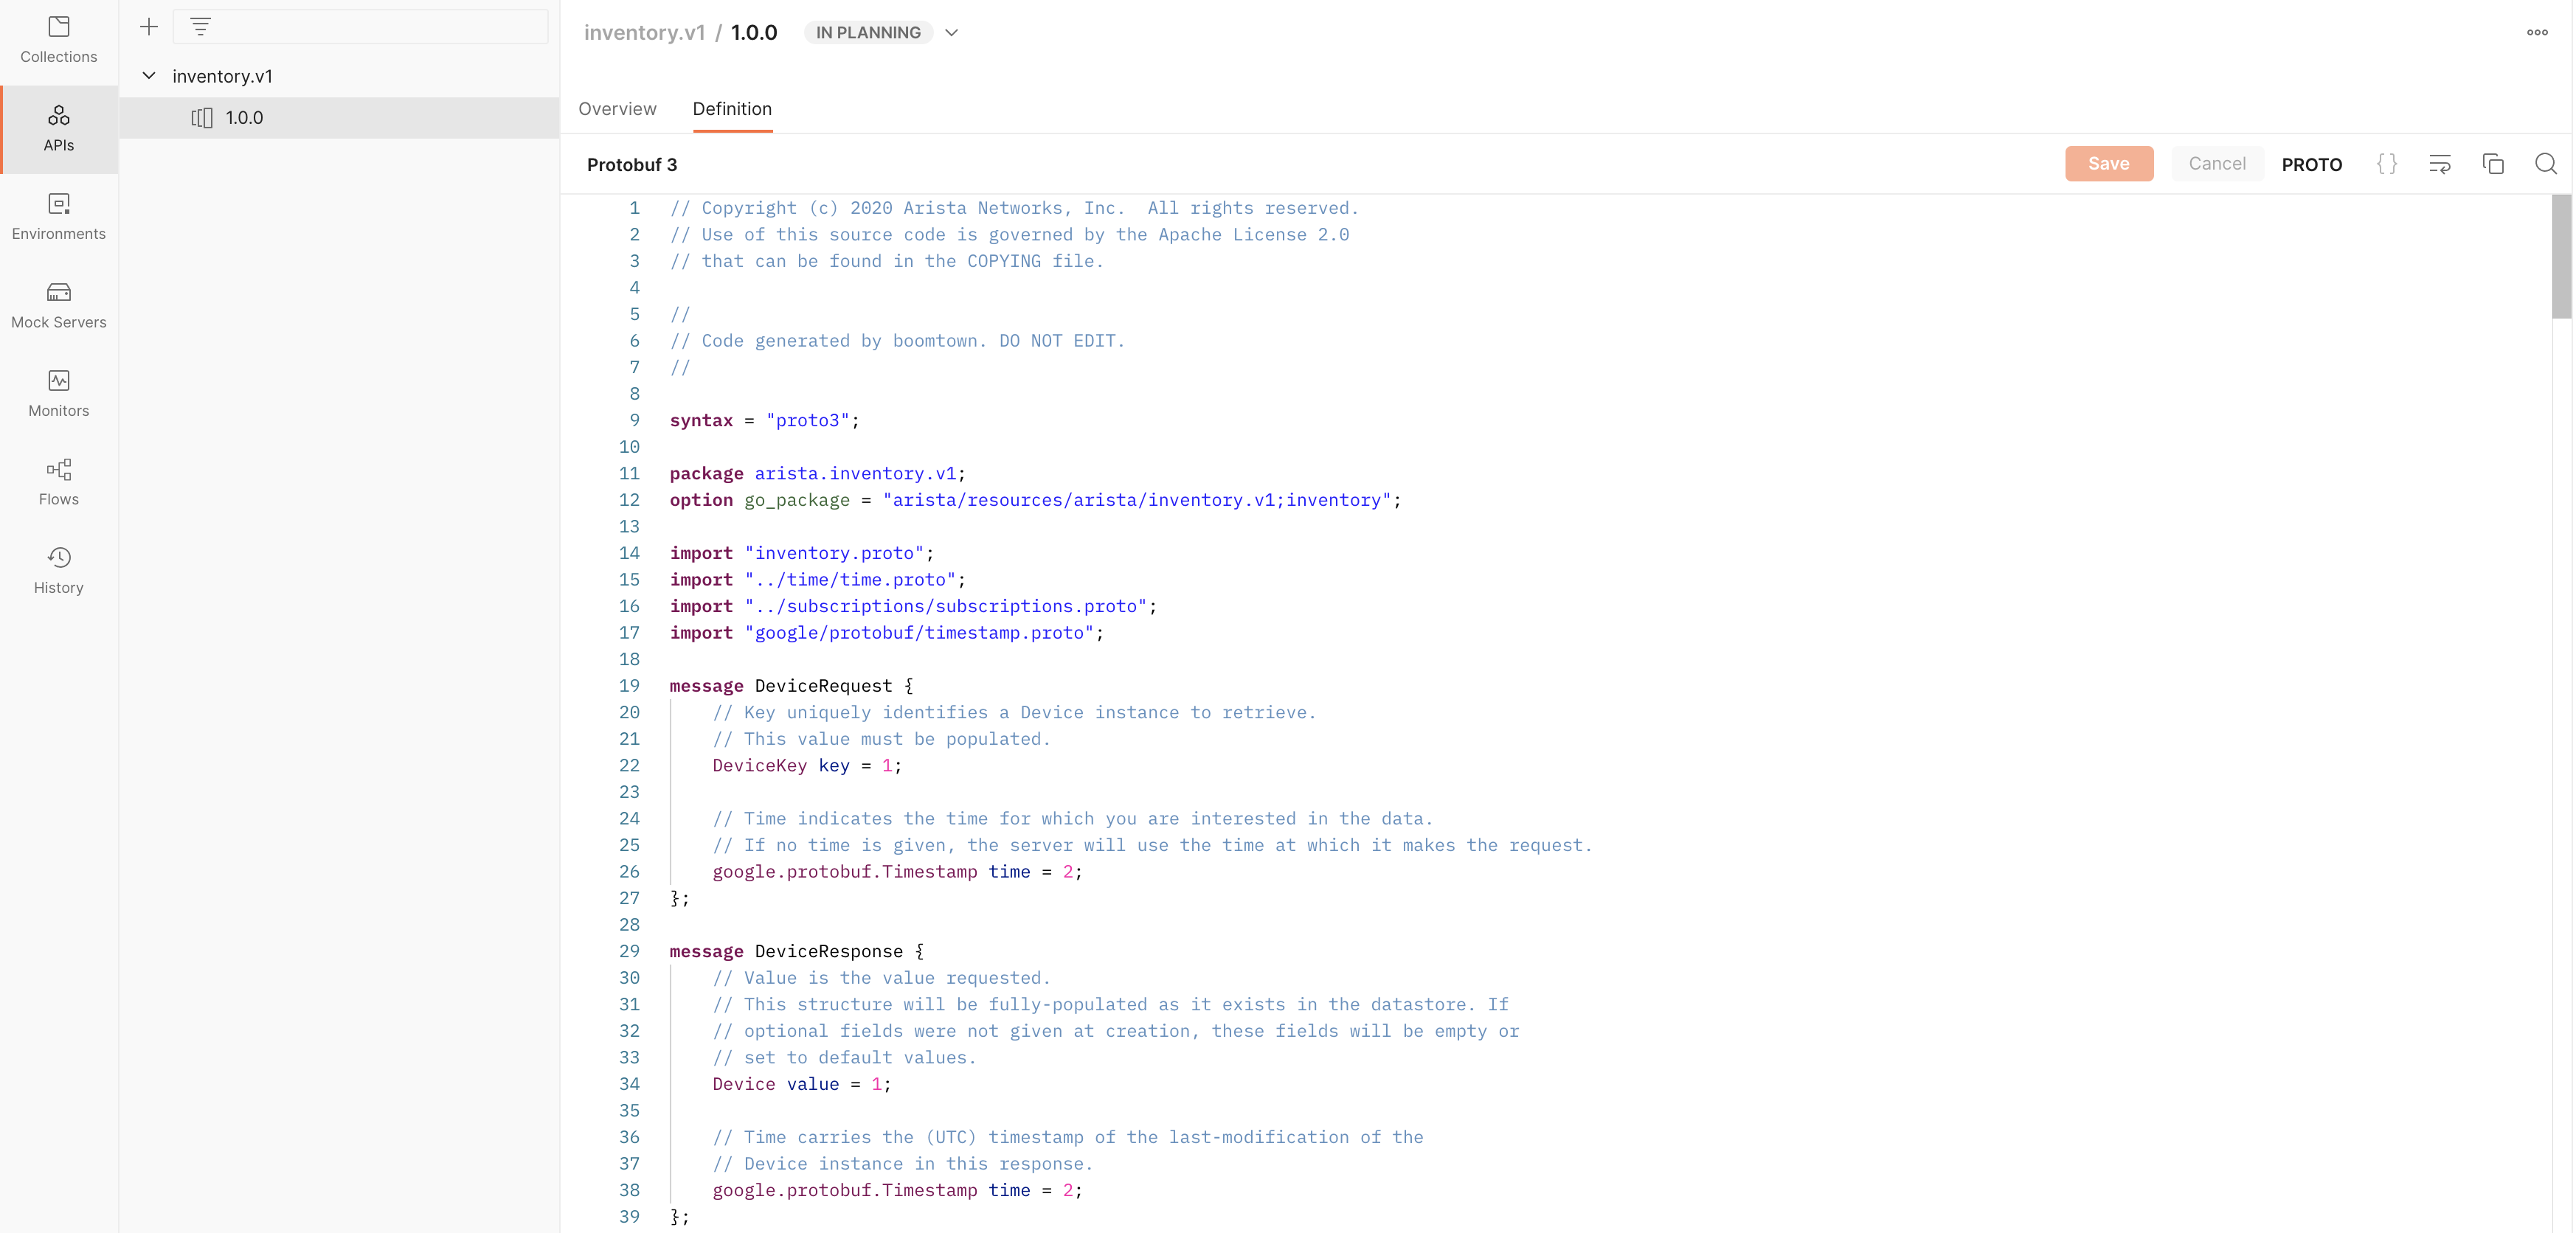 Collections
APIs
Environments
Mock Servers
Monitors
Flows
History
inventory.v1
1.0.0
inventory.v1 / 1.0.0 IN PLANNING
Overview Definition
Protobuf 3 Save Cancel PROTO {}
1 // Copyright (c) 2020 Arista Networks, Inc.  All rights reserved.
2 // Use of this source code is governed by the Apache License 2.0
3 // that can be found in the COPYING file.
4
5 //
6 // Code generated by boomtown. DO NOT EDIT.
7 //
8
9 syntax = "proto3";
10
11 package arista.inventory.v1;
12 option go_package = "arista/resources/arista/inventory.v1;inventory";
13
14 import "inventory.proto";
15 import "../time/time.proto";
16 import "../subscriptions/subscriptions.proto";
17 import "google/protobuf/timestamp.proto";
18
19 message DeviceRequest {
20     // Key uniquely identifies a Device instance to retrieve.
21     // This value must be populated.
22     DeviceKey key = 1;
23
24     // Time indicates the time for which you are interested in the data.
25     // If no time is given, the server will use the time at which it makes the request.
26     google.protobuf.Timestamp time = 2;
27 };
28
29 message DeviceResponse {
30     // Value is the value requested.
31     // This structure will be fully-populated as it exists in the datastore. If
32     // optional fields were not given at creation, these fields will be empty or
33     // set to default values.
34     Device value = 1;
35
36     // Time carries the (UTC) timestamp of the last-modification of the
37     // Device instance in this response.
38     google.protobuf.Timestamp time = 2;
39 };